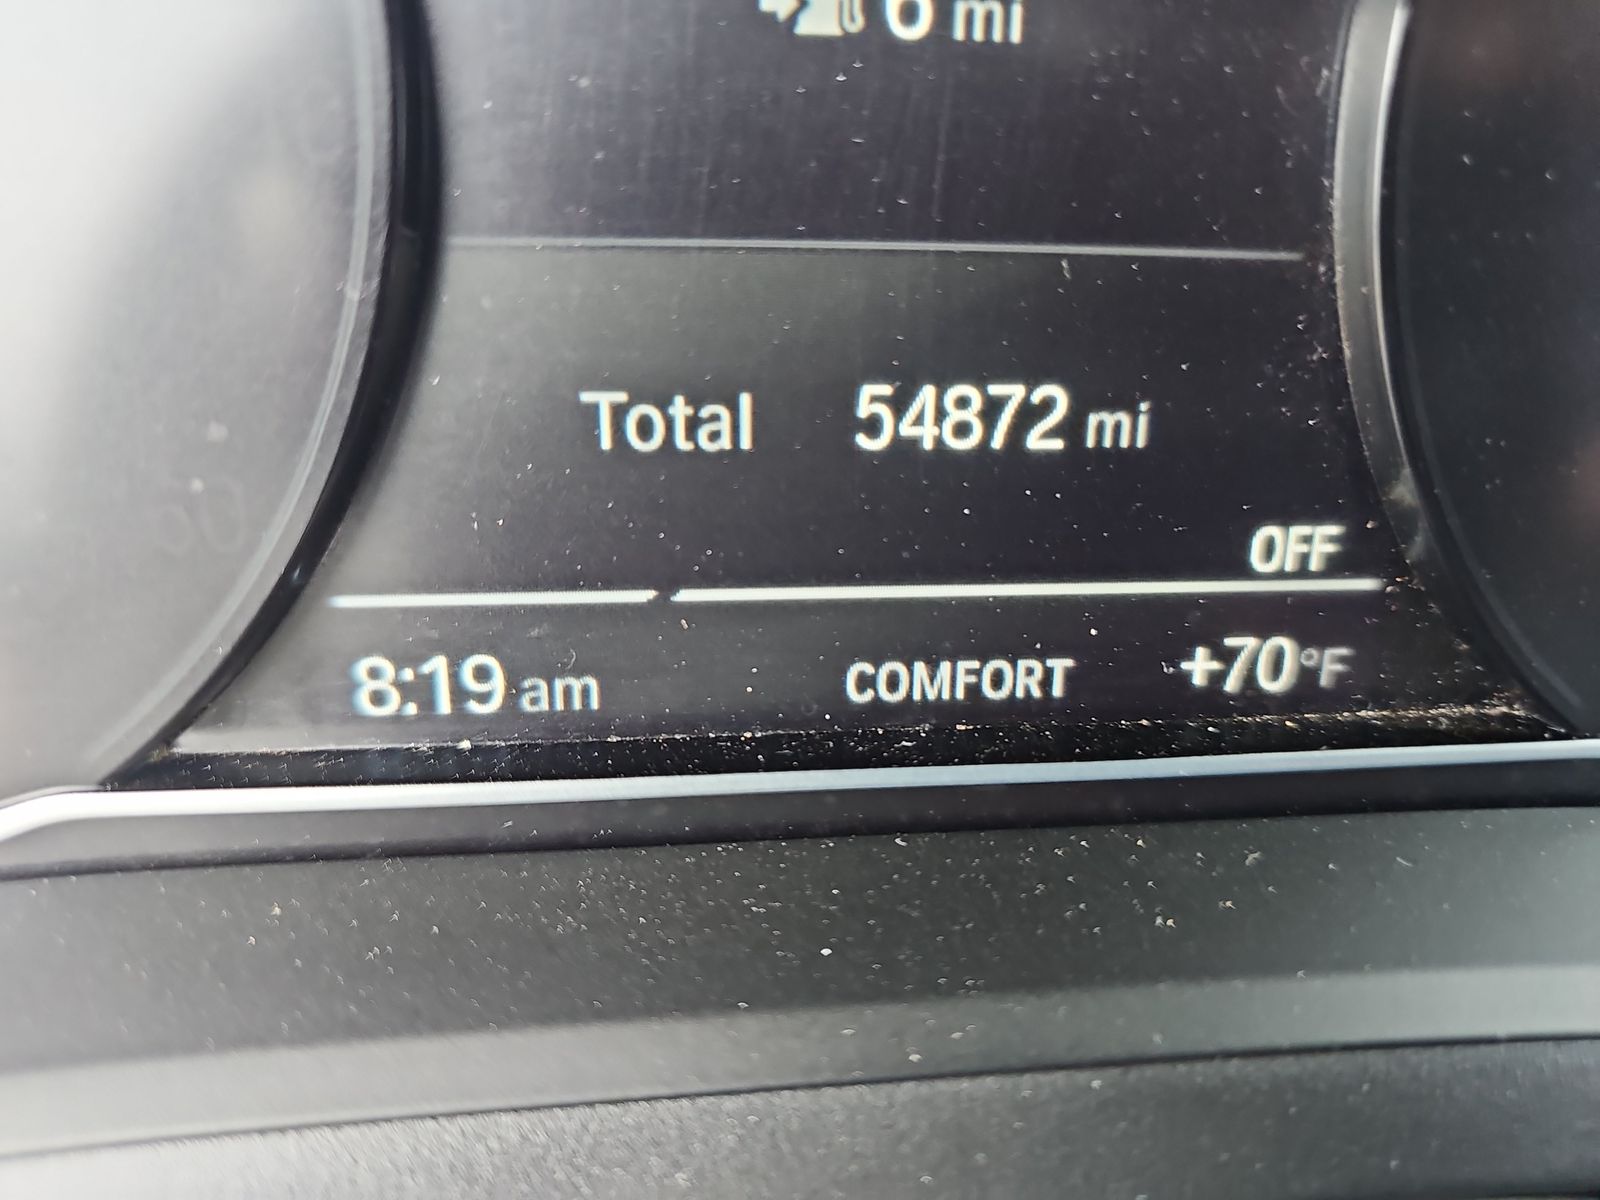 6 mi
Total 54872 mi
OFF
8:19 am COMFORT +70°F